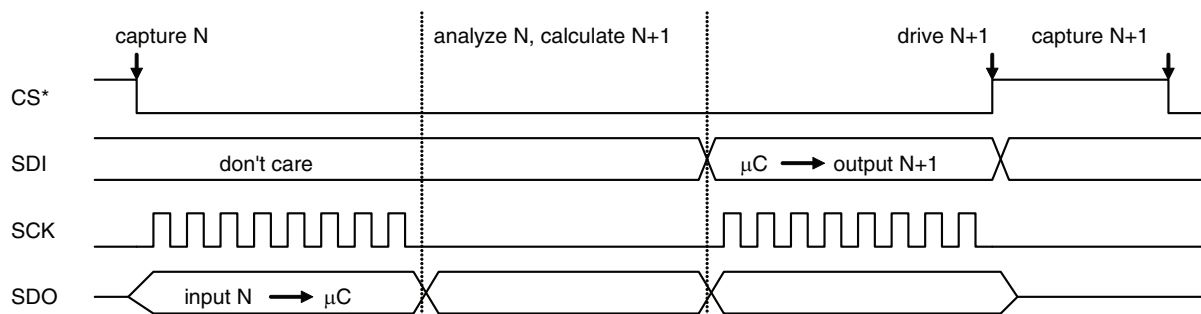 capture N analyze N, calculate N+1 drive N+1 capture N+1
CS*
SDI don't care μC output N+1
SCK
SDO input N μC